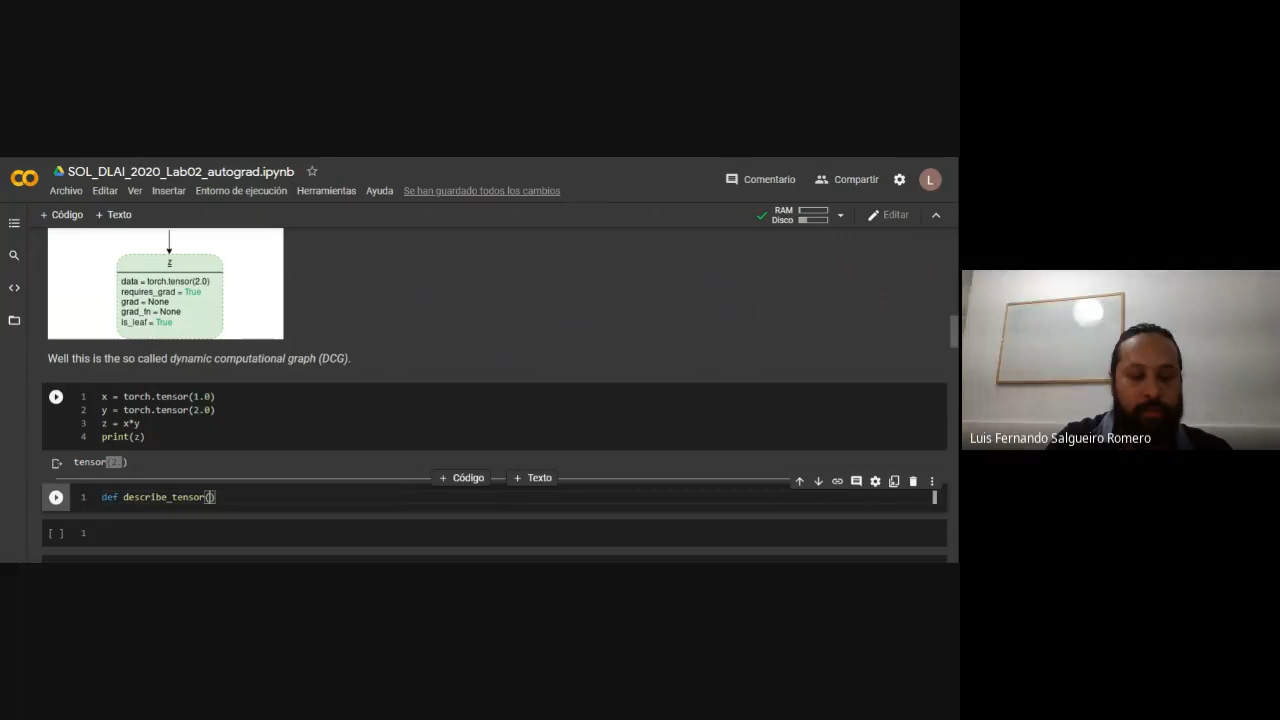 SOL_DLAI_2020_Lab02_autograd.ipynb
Archivo Editar Ver Insertar Entorno de ejecución Herramientas Ayuda Se han guardado todos los cambios
Comentario Compartir L
+ Código + Texto
RAM
Disco
Editar
z
data = torch.tensor(2.0)
requires_grad = True
grad = None
grad_fn = None
is_leaf = True
Well this is the so called dynamic computational graph (DCG).
1 x = torch.tensor(1.0)
2 y = torch.tensor(2.0)
3 z = x*y
4 print(z)
tensor(2.)
+ Código + Texto
1 def describe_tensor()
[ ] 1
Luis Fernando Salgueiro Romero